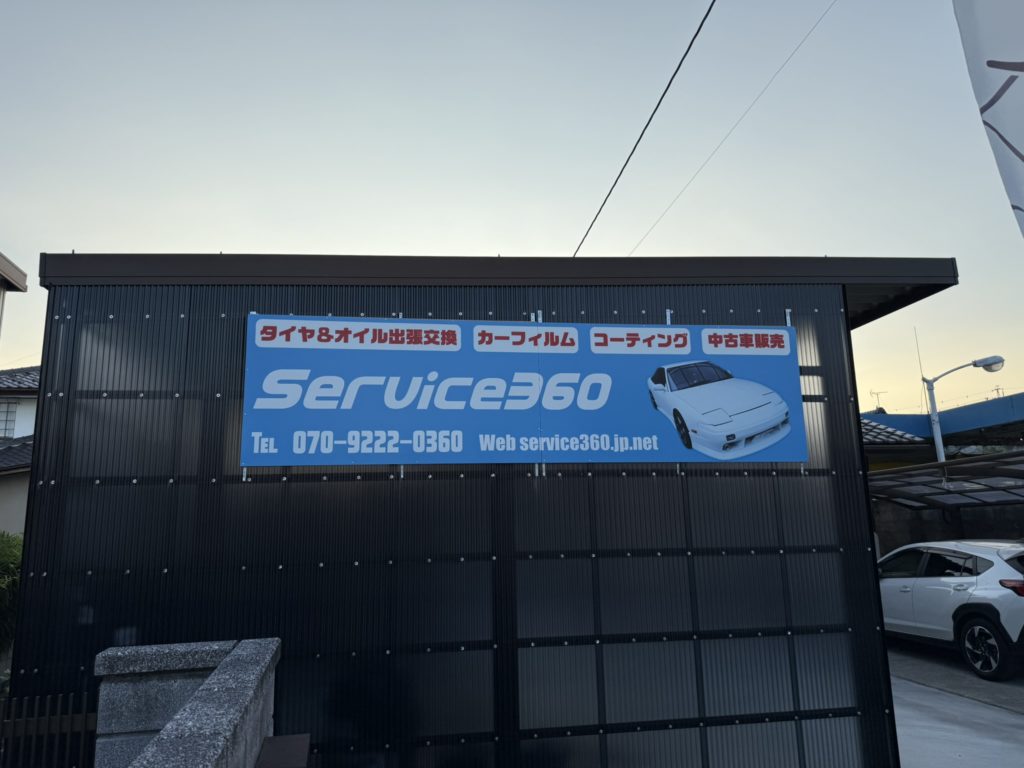 タイヤ&オイル出張交換 カーフィルム コーティング 中古車販売
Service360
TEL 070-9222-0360 Web service360.jp.net